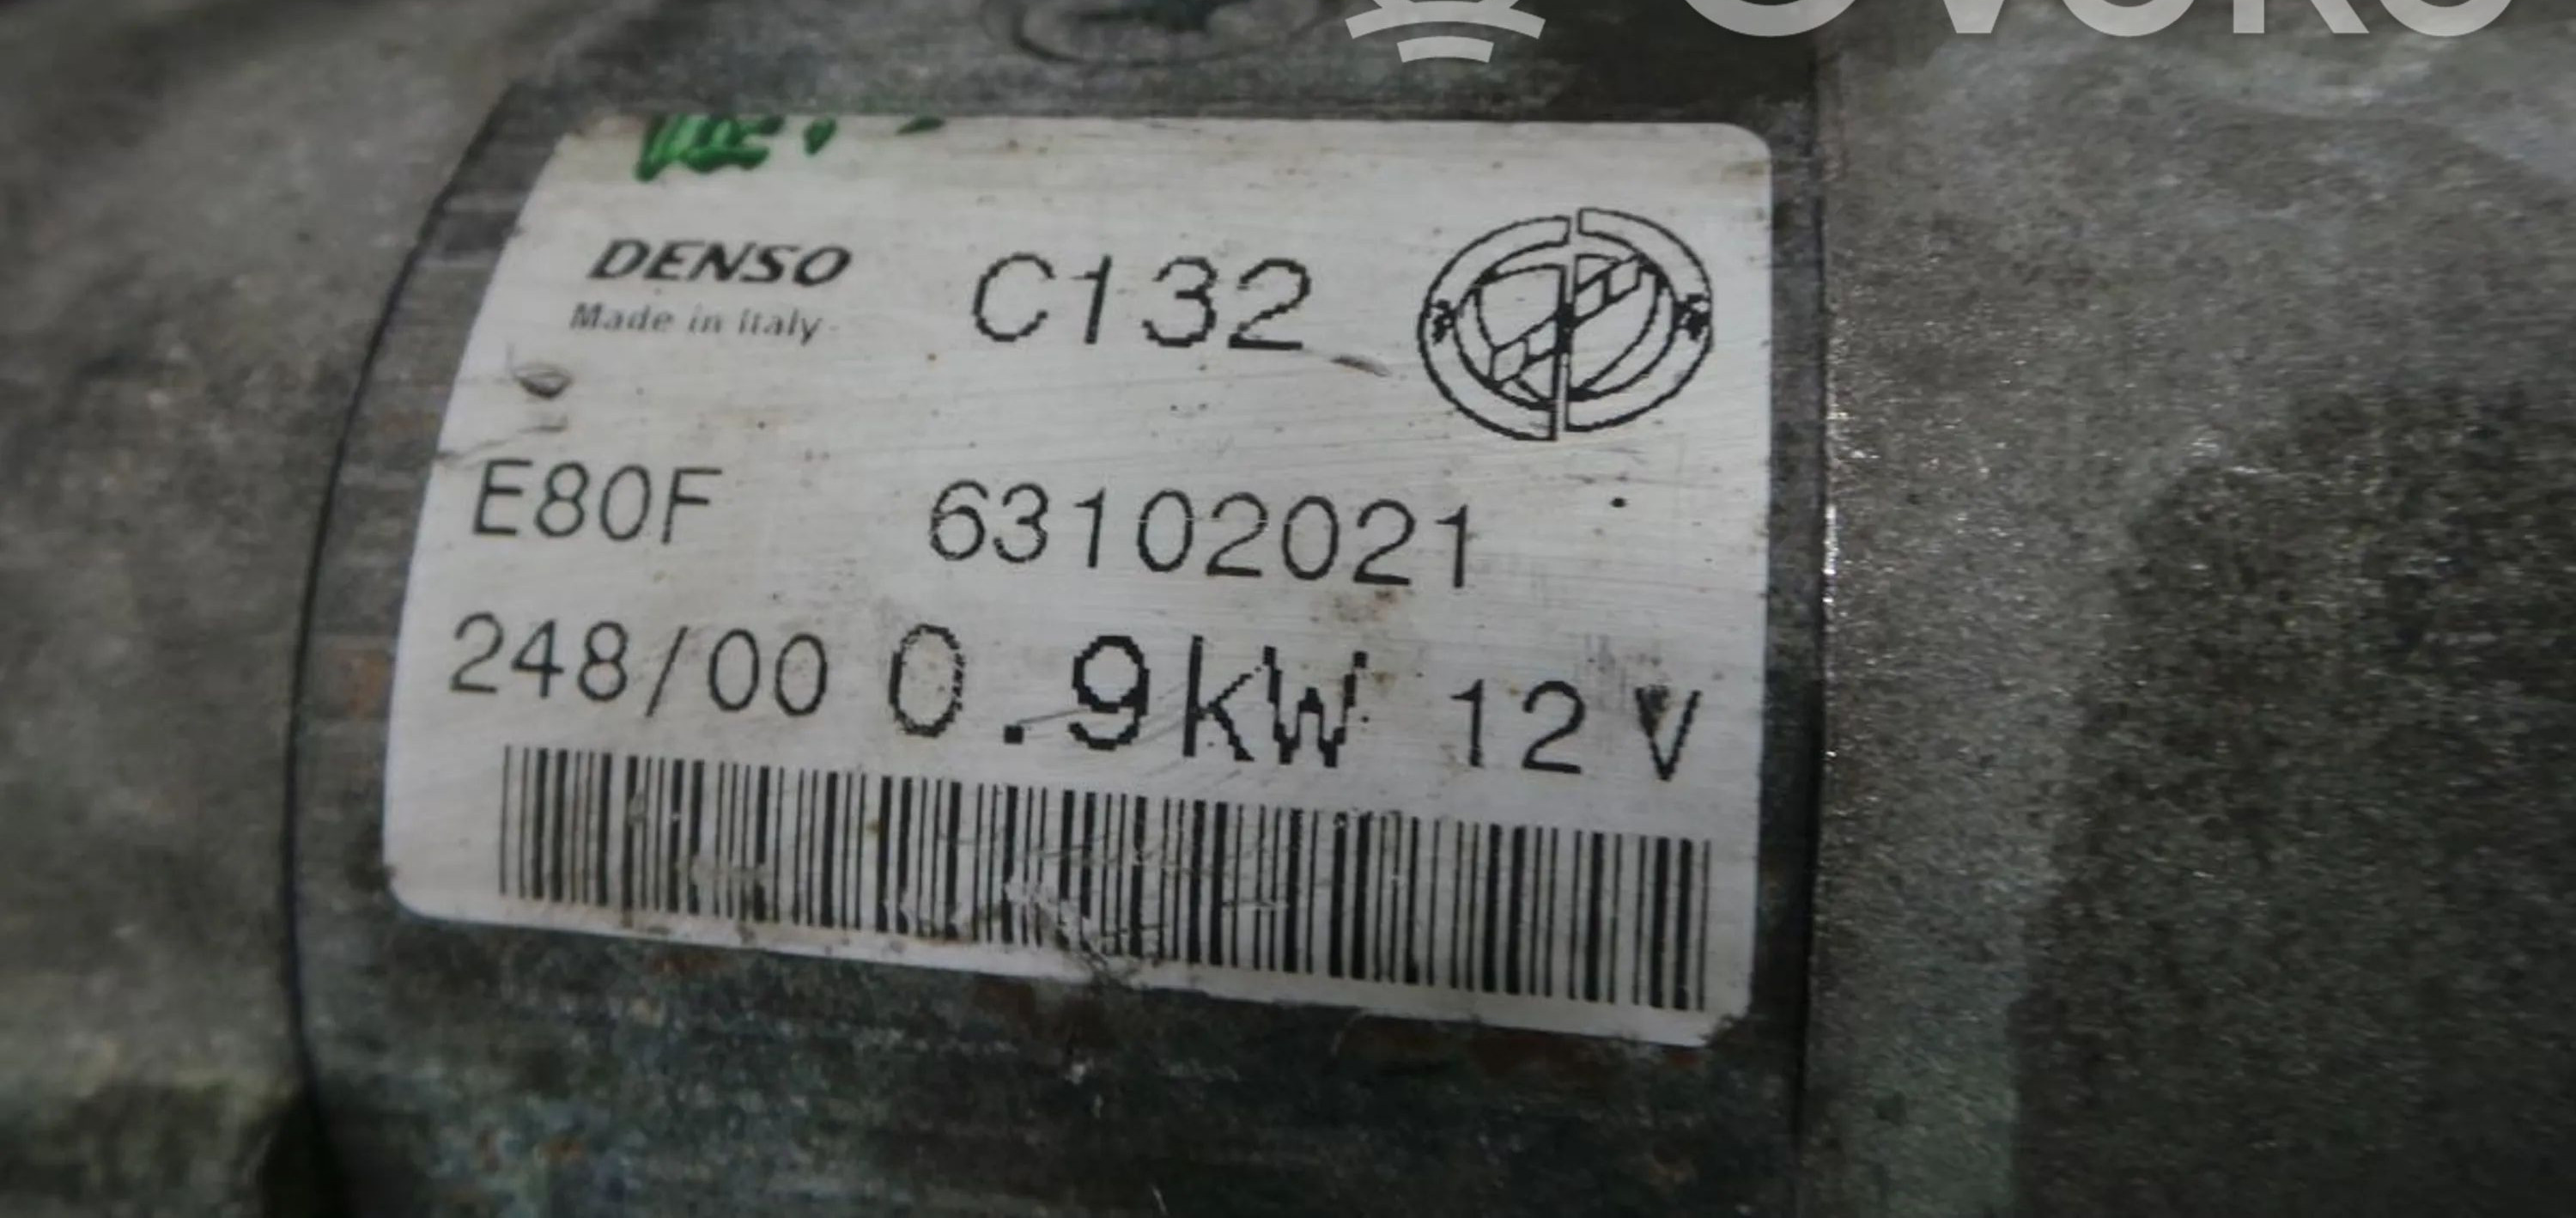 DENSO C132
Made in Italy
E80F 63102021
248/00 0.9kW 12 V